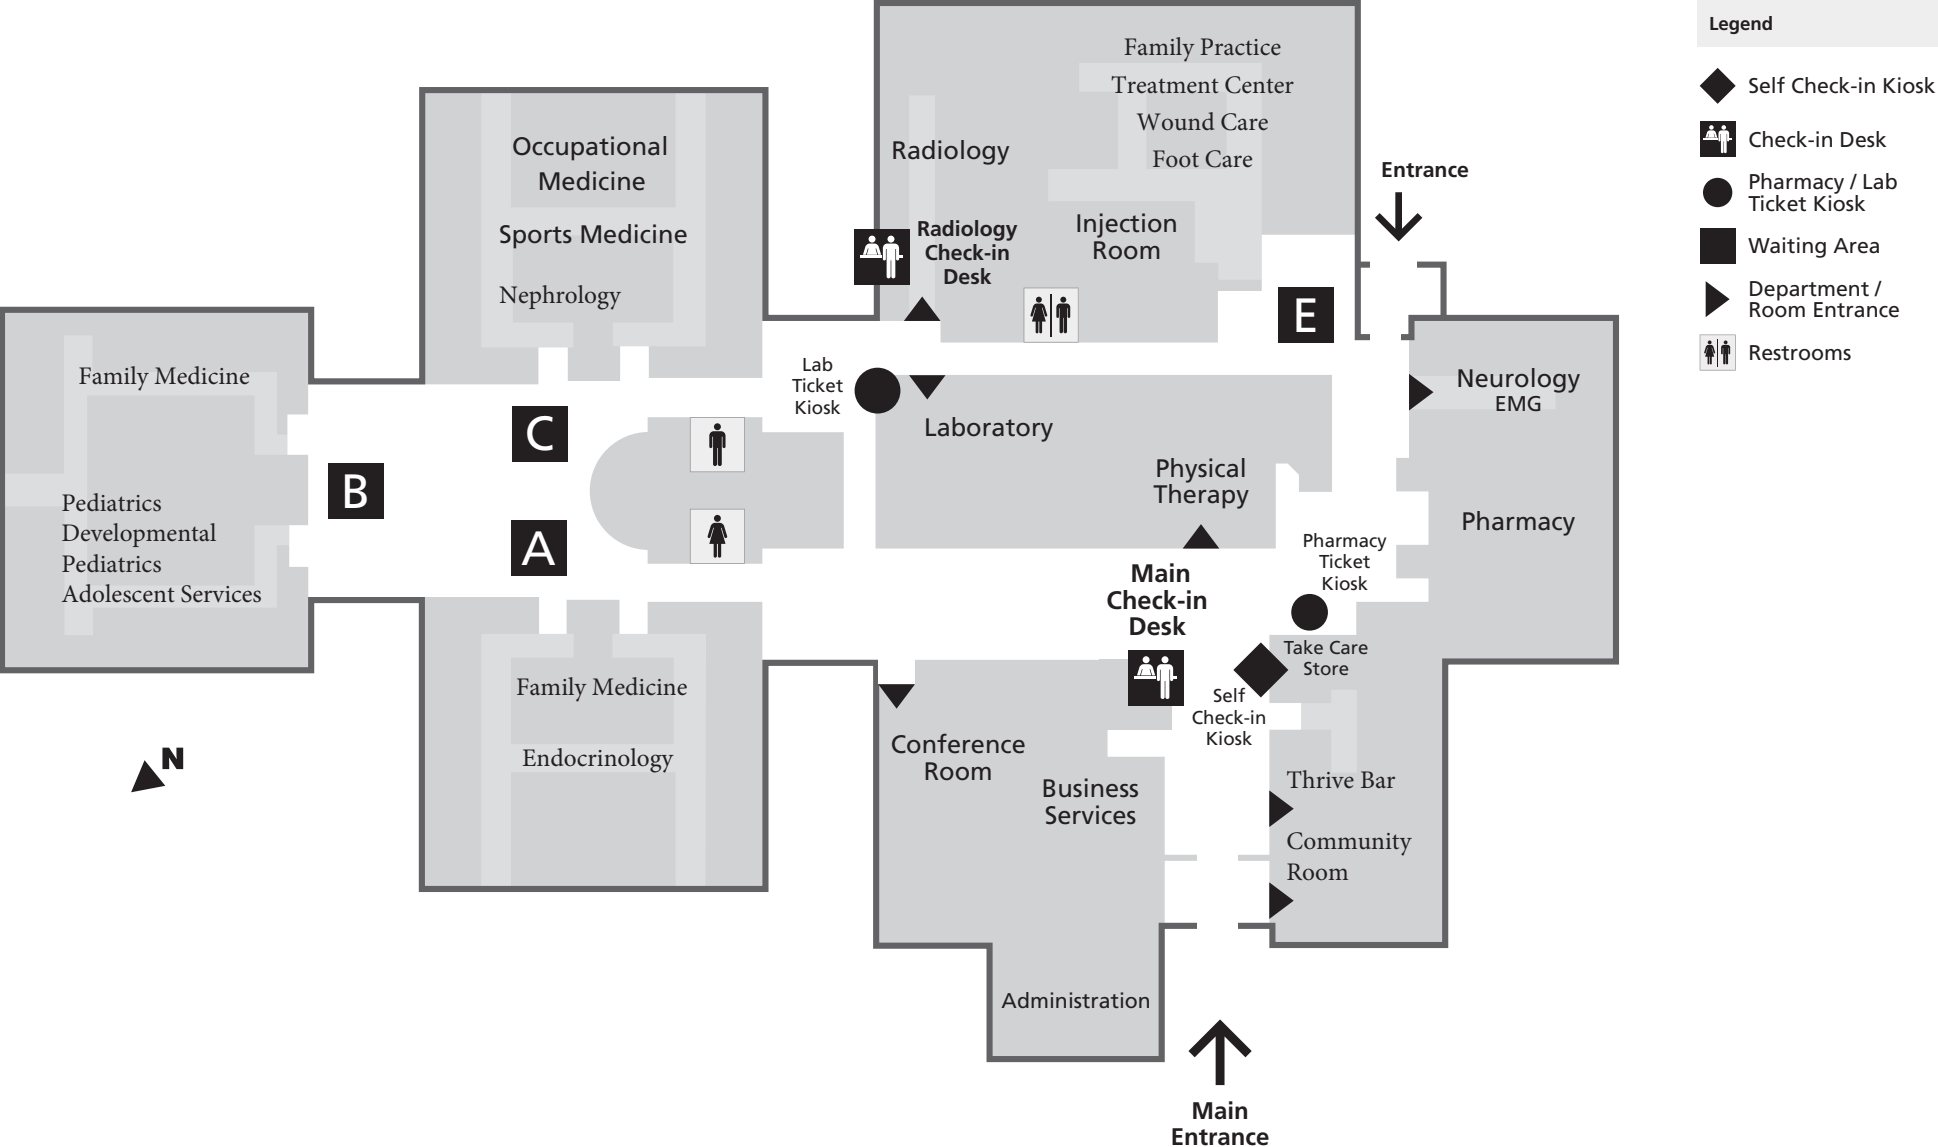 Legend
Self Check-in Kiosk
Check-in Desk
Pharmacy / Lab
Ticket Kiosk
Waiting Area
Department /
Room Entrance
Restrooms
Family Practice
Treatment Center
Wound Care
Foot Care
Radiology
Radiology
Check-in
Desk
Injection
Room
Entrance
E
Occupational
Medicine
Sports Medicine
Nephrology
Family Medicine
Pediatrics
Developmental
Pediatrics
Adolescent Services
B
C
A
Lab
Ticket
Kiosk
Laboratory
Physical
Therapy
Neurology
EMG
Pharmacy
Pharmacy
Ticket
Kiosk
Main
Check-in
Desk
Take Care
Store
Self
Check-in
Kiosk
Family Medicine
Endocrinology
N
Conference
Room
Business
Services
Thrive Bar
Community
Room
Administration
Main
Entrance